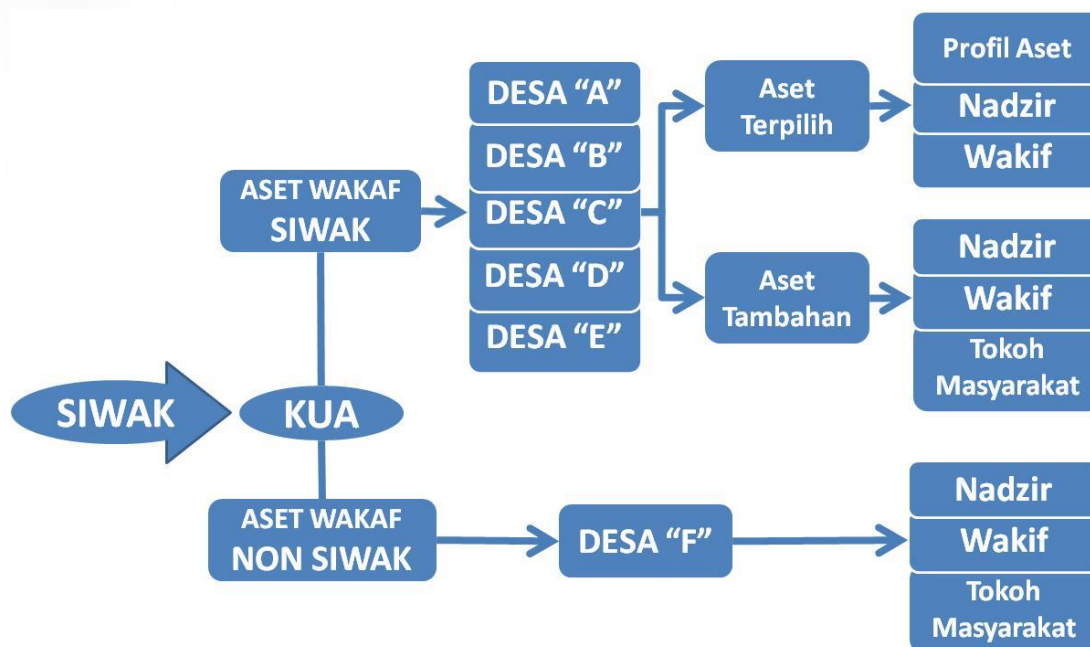 SIWAK
KUA
ASET WAKAF
SIWAK
DESA “A”
DESA “B”
DESA “C”
DESA “D”
DESA “E”
Aset
Terpilih
Profil Aset
Nadzir
Wakif
Aset
Tambahan
Nadzir
Wakif
Tokoh
Masyarakat
ASET WAKAF
NON SIWAK
DESA “F”
Nadzir
Wakif
Tokoh
Masyarakat